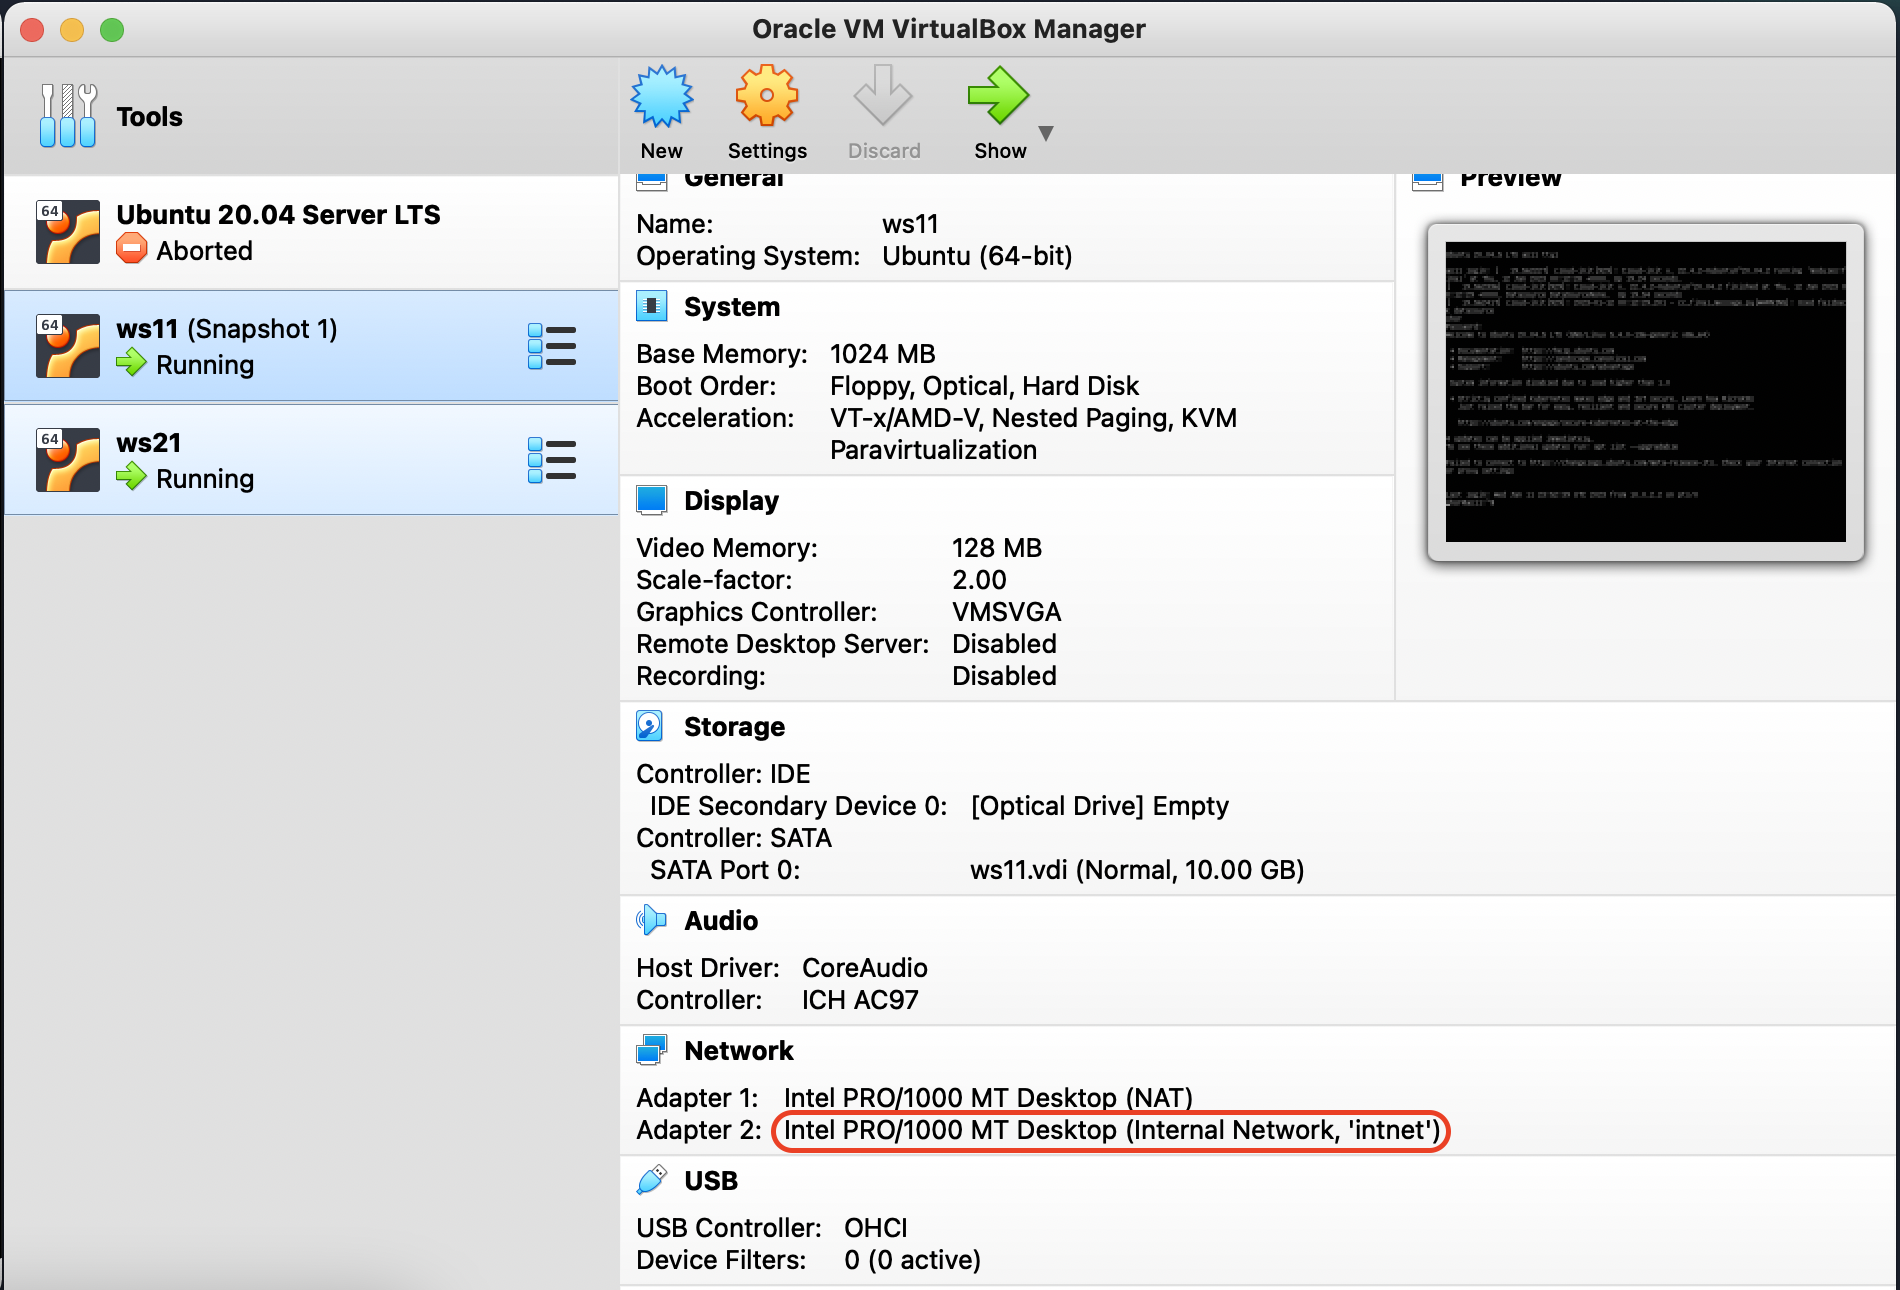 Oracle VM VirtualBox Manager
Tools
New
Settings
Discard
Show
64
Ubuntu 20.04 Server LTS
Aborted
64
ws11 (Snapshot 1)
Running
64
ws21
Running
General
Name: ws11
Operating System: Ubuntu (64-bit)
System
Base Memory: 1024 MB
Boot Order: Floppy, Optical, Hard Disk
Acceleration: VT-x/AMD-V, Nested Paging, KVM
Paravirtualization
Display
Video Memory: 128 MB
Scale-factor: 2.00
Graphics Controller: VMSVGA
Remote Desktop Server: Disabled
Recording: Disabled
Storage
Controller: IDE
IDE Secondary Device 0: [Optical Drive] Empty
Controller: SATA
SATA Port 0: ws11.vdi (Normal, 10.00 GB)
Audio
Host Driver: CoreAudio
Controller: ICH AC97
Network
Adapter 1: Intel PRO/1000 MT Desktop (NAT)
Adapter 2: Intel PRO/1000 MT Desktop (Internal Network, 'intnet')
USB
USB Controller: OHCI
Device Filters: 0 (0 active)
Preview